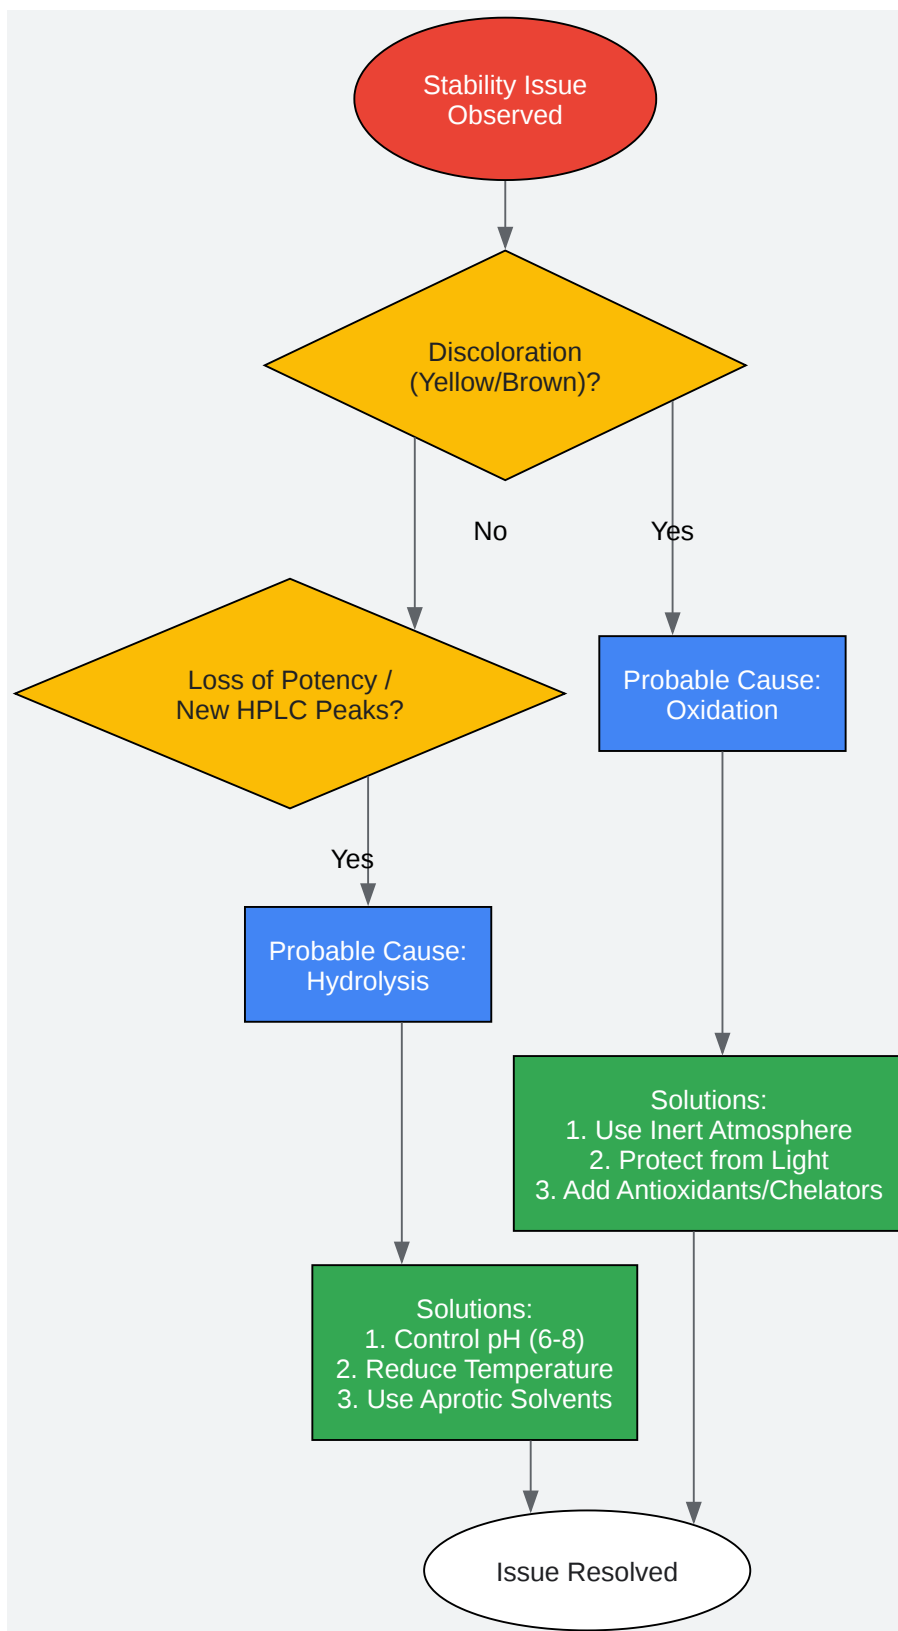 Stability Issue
Observed
Discoloration
(Yellow/Brown)?
No
Yes
Loss of Potency /
New HPLC Peaks?
Probable Cause:
Oxidation
Yes
Probable Cause:
Hydrolysis
Solutions:
1. Use Inert Atmosphere
2. Protect from Light
3. Add Antioxidants/Chelators
Solutions:
1. Control pH (6-8)
2. Reduce Temperature
3. Use Aprotic Solvents
Issue Resolved